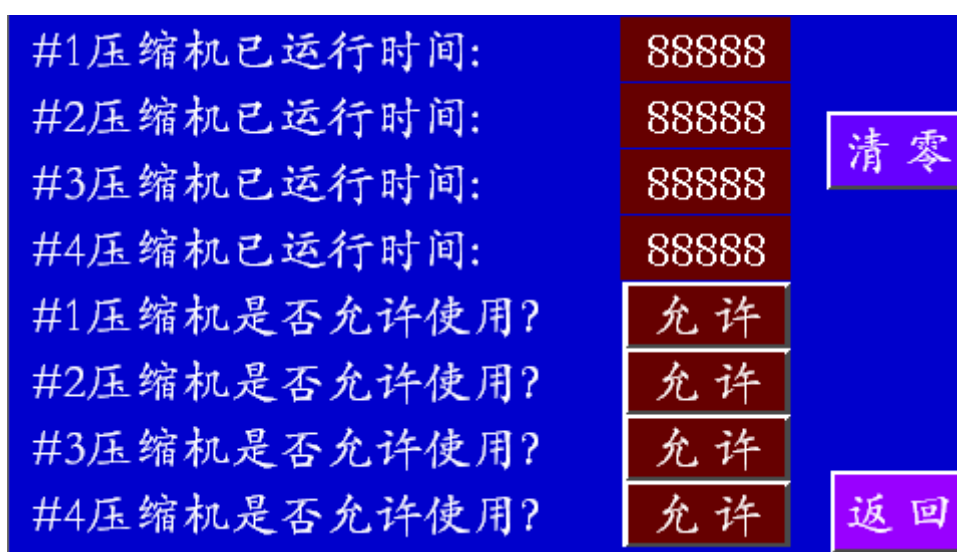 #1压缩机已运行时间: 88888
#2压缩机已运行时间: 88888
清零
#3压缩机已运行时间: 88888
#4压缩机已运行时间: 88888
#1压缩机是否允许使用? 允许
#2压缩机是否允许使用? 允许
#3压缩机是否允许使用? 允许
#4压缩机是否允许使用? 允许
返回